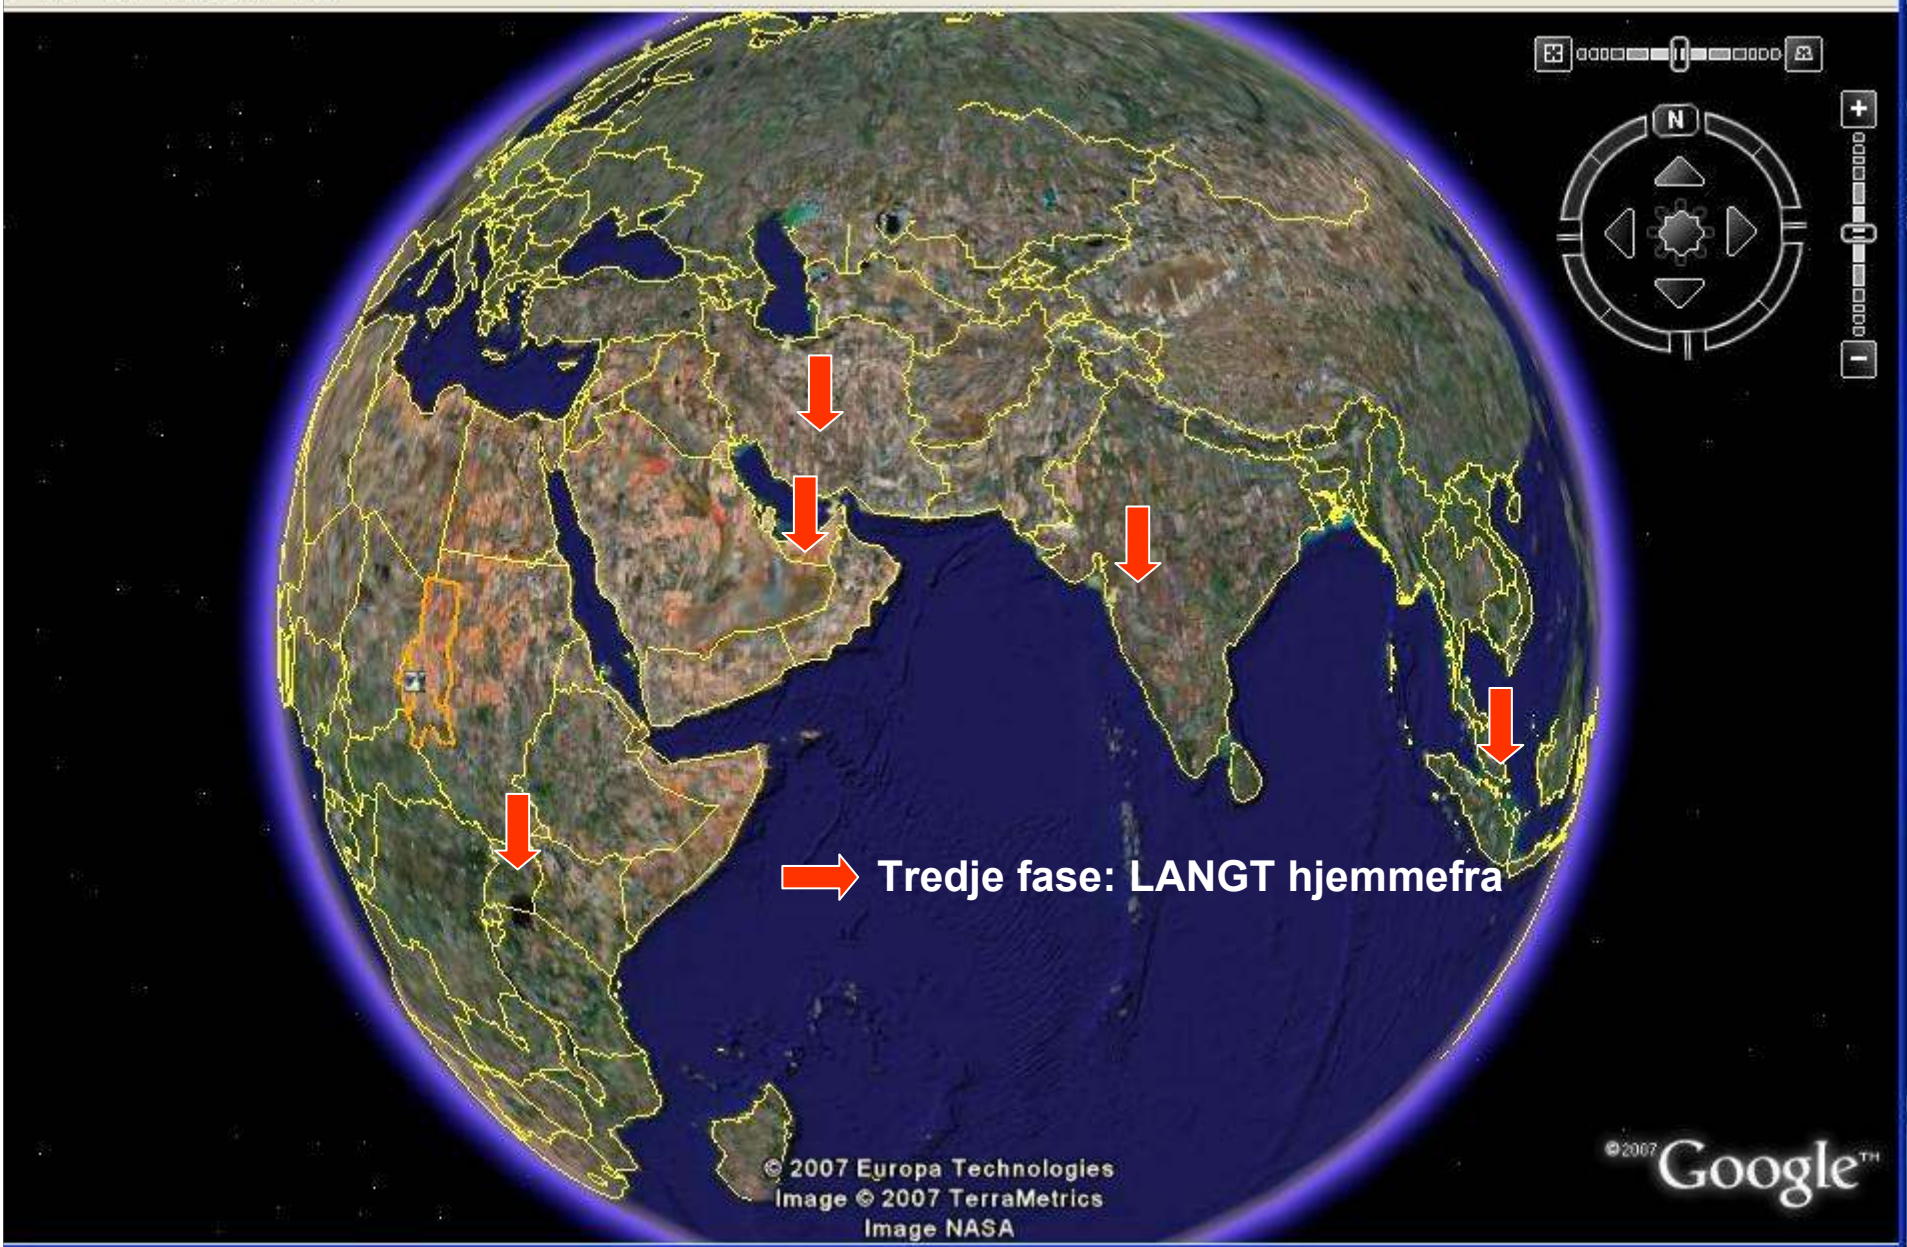 N
Tredje fase: LANGT hjemmefra
© 2007 Europa Technologies
Image © 2007 TerraMetrics
Image NASA
©2007 Google™